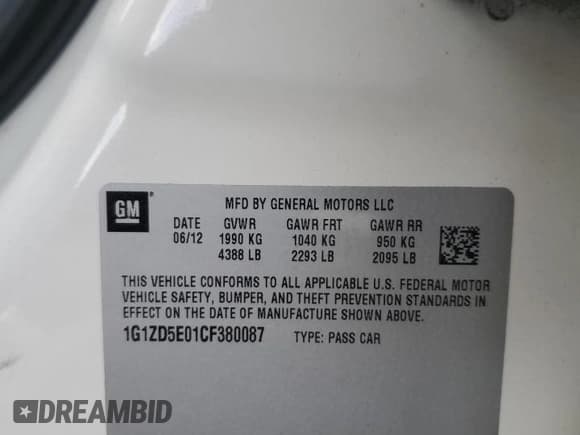 GM
MFD BY GENERAL MOTORS LLC
DATE GVWR GAWR FRT GAWR RR
06/12 1990 KG 1040 KG 950 KG
4388 LB 2293 LB 2095 LB
THIS VEHICLE CONFORMS TO ALL APPLICABLE U.S. FEDERAL MOTOR
VEHICLE SAFETY, BUMPER, AND THEFT PREVENTION STANDARDS IN
EFFECT ON THE DATE OF MANUFACTURE SHOWN ABOVE.
1G1ZD5E01CF380087 TYPE: PASS CAR
DREAMBID